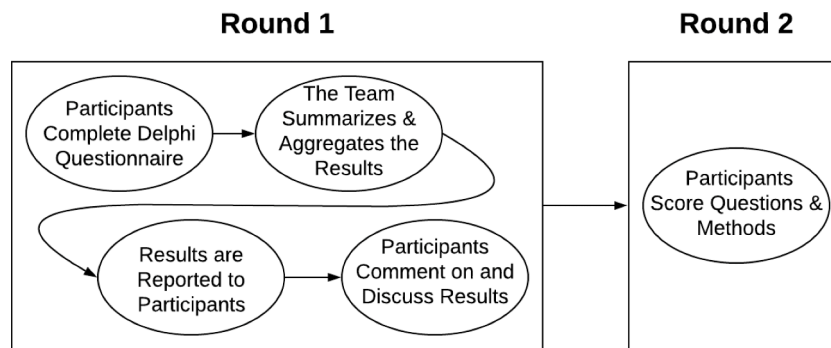 Round 1
Round 2
Participants
Complete Delphi
Questionnaire
The Team
Summarizes &
Aggregates the
Results
Results are
Reported to
Participants
Participants
Comment on and
Discuss Results
Participants
Score Questions &
Methods